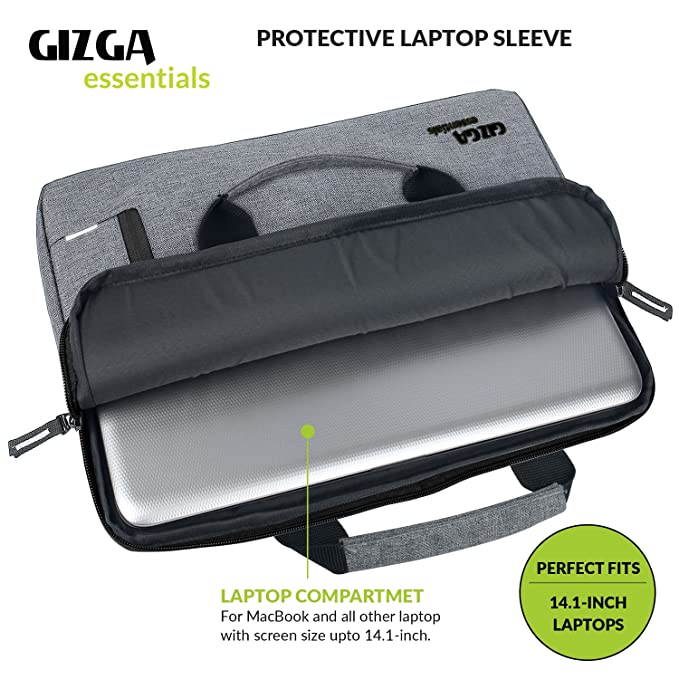 GIZGA
essentials
PROTECTIVE LAPTOP SLEEVE
GIZGA
essentials
LAPTOP COMPARTMET
For MacBook and all other laptop
with screen size upto 14.1-inch.
PERFECT FITS
14.1-INCH
LAPTOPS